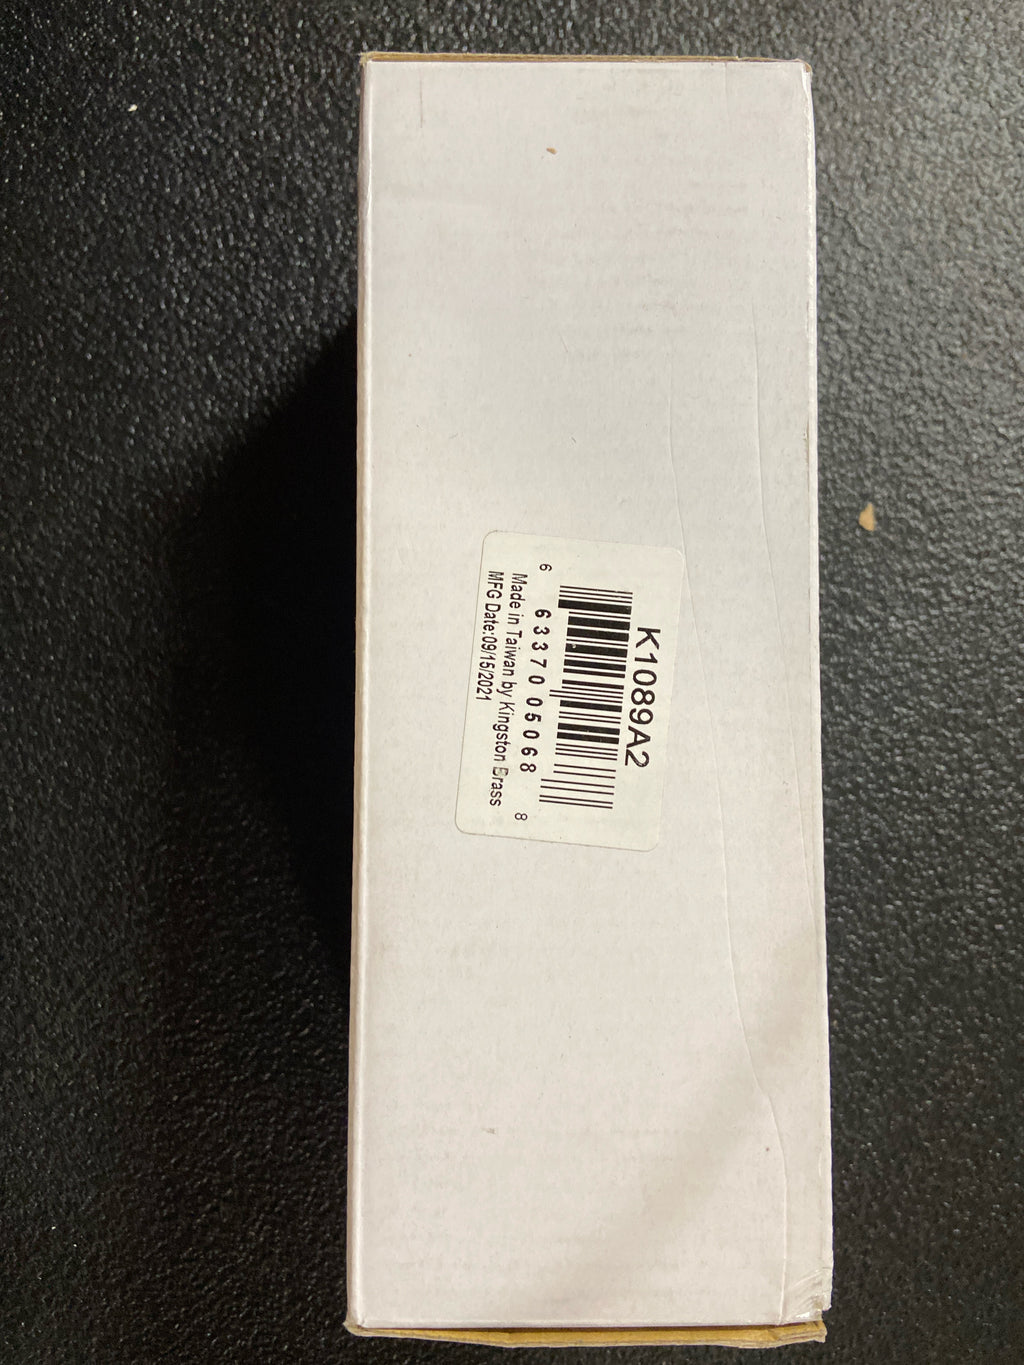 K1089A2
6 63370 05068 8
Made in Taiwan by Kingston Brass
MFG Date:09/15/2021